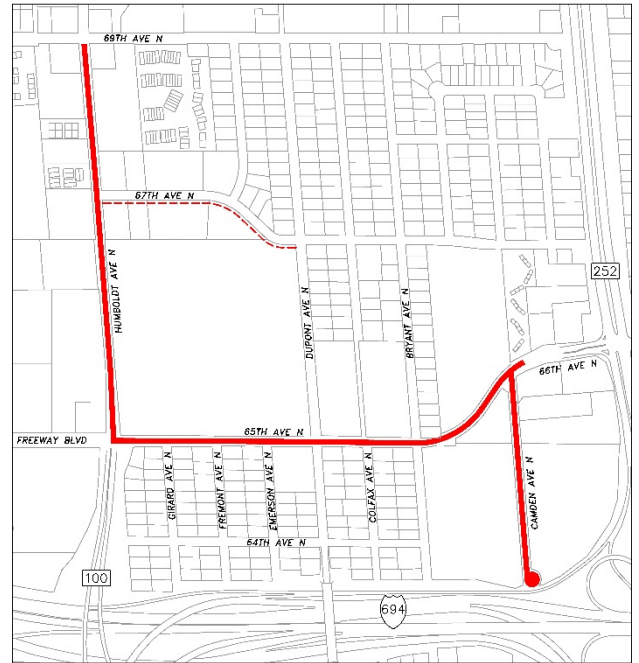 69TH AVE N
67TH AVE N
HUMBOLDT AVE N
DUPONT AVE N
BRYANT AVE N
252
66TH AVE N
65TH AVE N
FREEWAY BLVD
GIRARD AVE N
FREMONT AVE N
EMERSON AVE N
COLFAX AVE N
CAMDEN AVE N
64TH AVE N
100
694